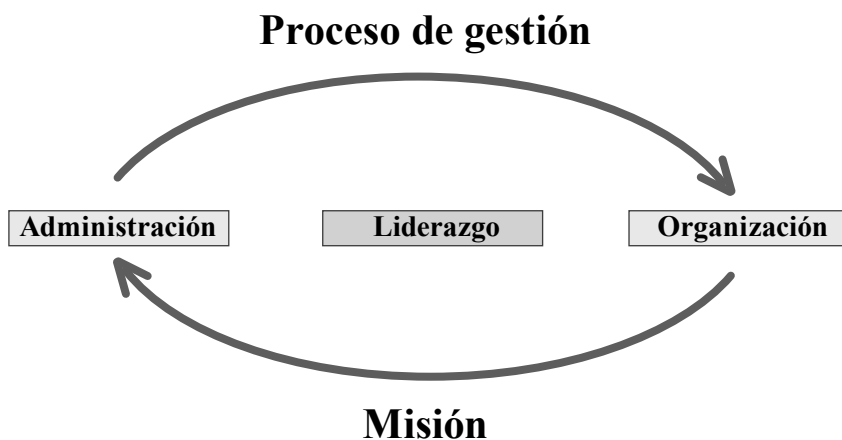 Proceso de gestión
Administración Liderazgo Organización
Misión